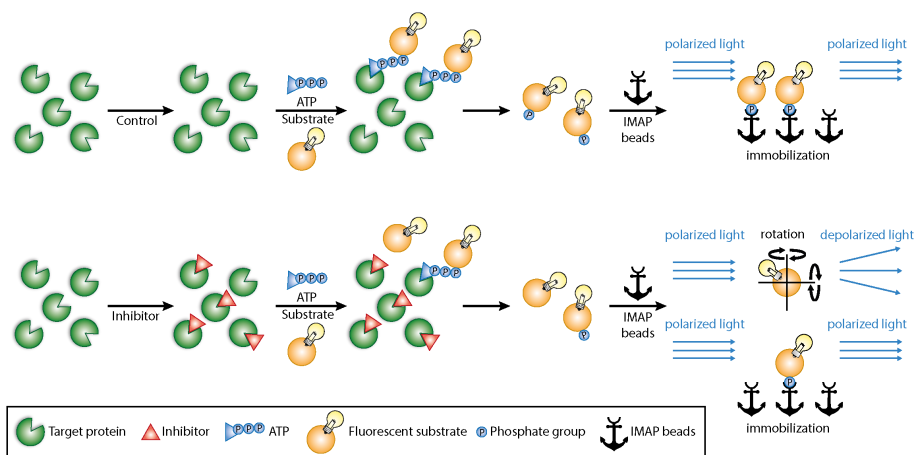 polarized light
polarized light
P P P
P P P
ATP
Control
Substrate
P
P
IMAP
beads
P
P
immobilization
polarized light
rotation
depolarized light
P P P
P P P
ATP
Inhibitor
Substrate
P
IMAP
beads
polarized light
polarized light
P
immobilization
Target protein
Inhibitor
P P P
ATP
Fluorescent substrate
P
Phosphate group
IMAP beads